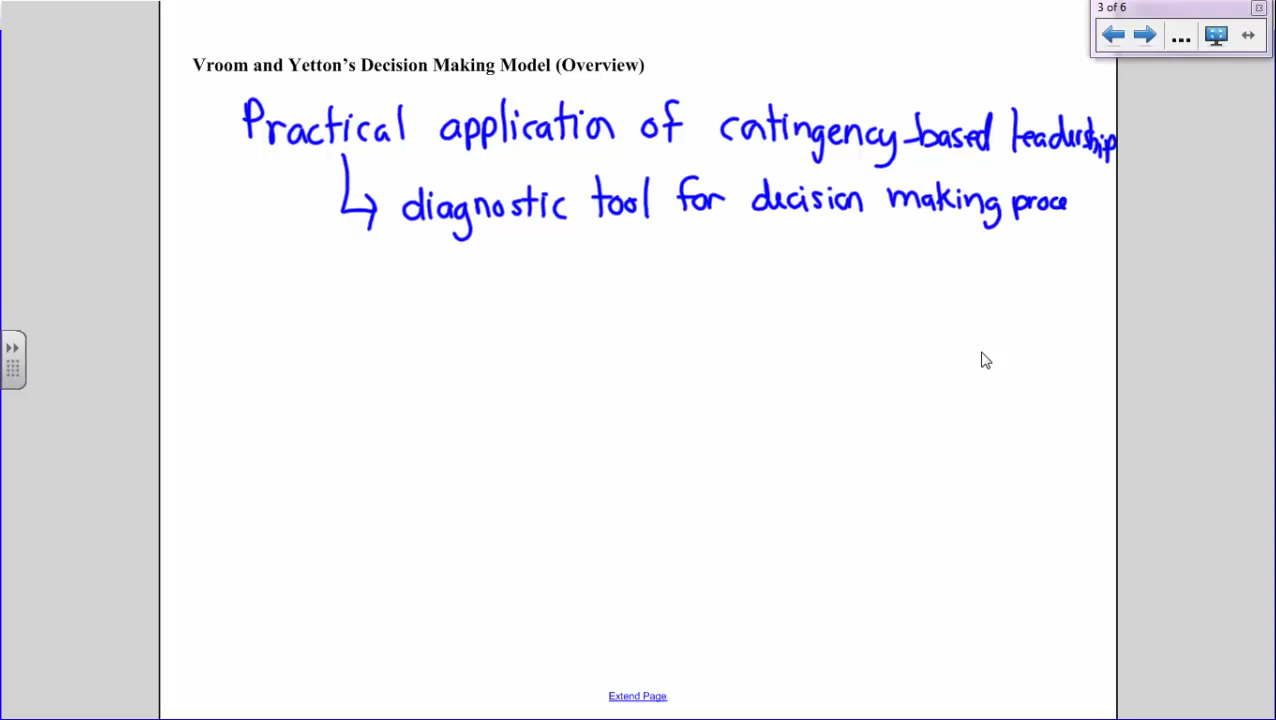 3 of 6
Vroom and Yetton's Decision Making Model (Overview)
Practical application of contingency-based leadership
diagnostic tool for decision making proce
Extend Page